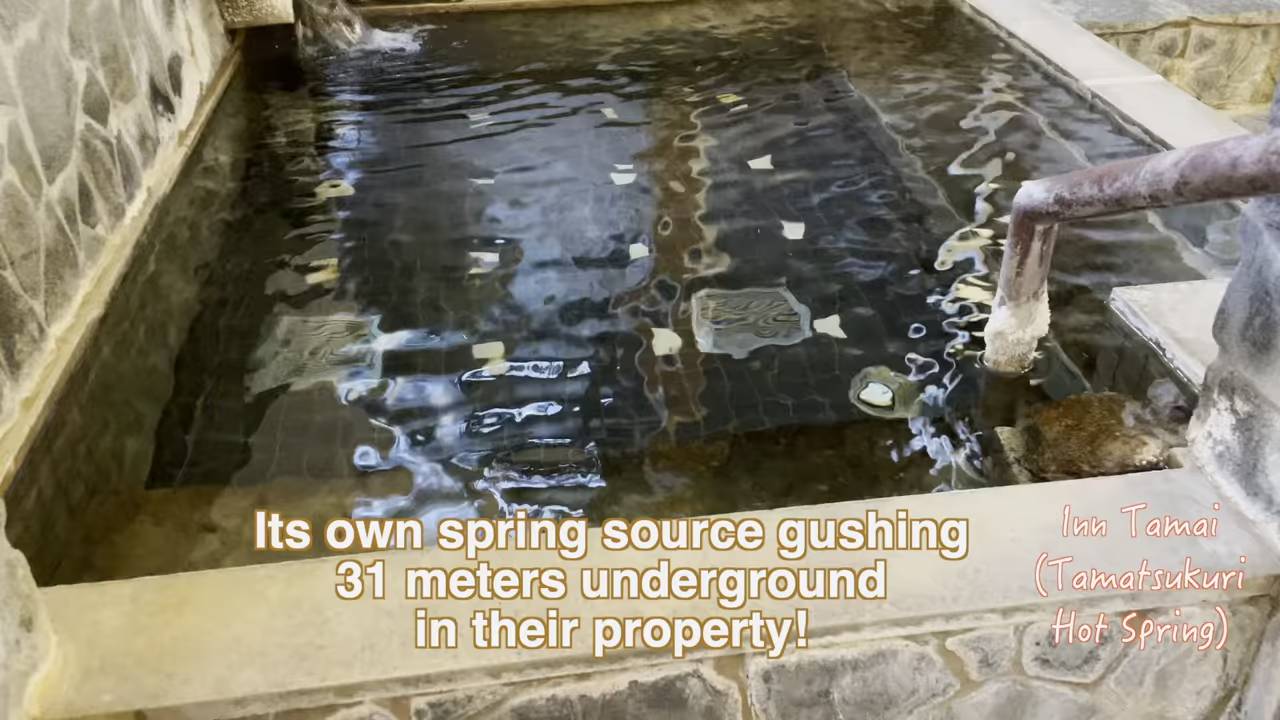 Its own spring source gushing
31 meters underground
in their property!
Inn Tamai
(Tamatsukuri
Hot Spring)